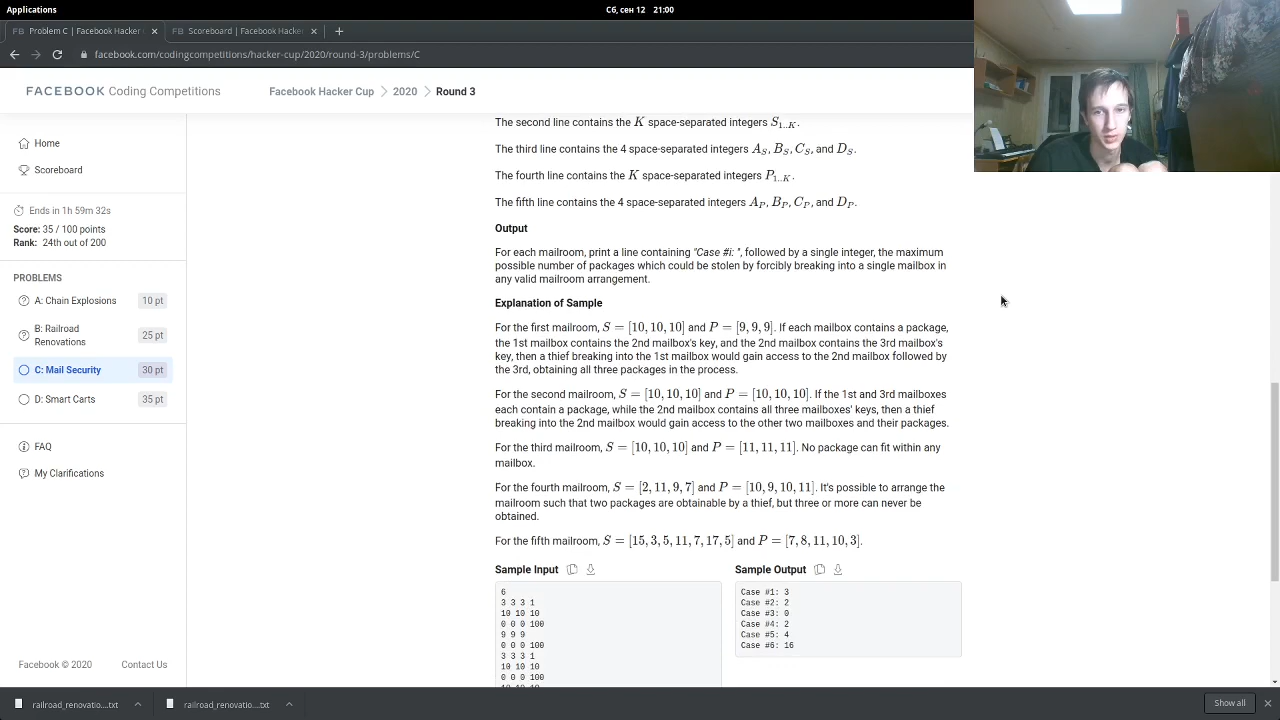 Applications
Сб, сен 12 21:00
Problem C | Facebook Hacker
Scoreboard | Facebook Hacke
facebook.com/codingcompetitions/hacker-cup/2020/round-3/problems/C
FACEBOOK Coding Competitions
Facebook Hacker Cup > 2020 > Round 3
Home
Scoreboard
Ends in 1h 59m 32s
Score: 35 / 100 points
Rank: 24th out of 200
PROBLEMS
A: Chain Explosions 10 pt
B: Railroad Renovations 25 pt
C: Mail Security 30 pt
D: Smart Carts 35 pt
FAQ
My Clarifications
Facebook © 2020 Contact Us
The second line contains the K space-separated integers S1..K.
The third line contains the 4 space-separated integers AS, BS, CS, and DS.
The fourth line contains the K space-separated integers P1..K.
The fifth line contains the 4 space-separated integers AP, BP, CP, and DP.
Output
For each mailroom, print a line containing "Case #i: ", followed by a single integer, the maximum
possible number of packages which could be stolen by forcibly breaking into a single mailbox in
any valid mailroom arrangement.
Explanation of Sample
For the first mailroom, S = [10, 10, 10] and P = [9, 9, 9]. If each mailbox contains a package,
the 1st mailbox contains the 2nd mailbox's key, and the 2nd mailbox contains the 3rd mailbox's
key, then a thief breaking into the 1st mailbox would gain access to the 2nd mailbox followed by
the 3rd, obtaining all three packages in the process.
For the second mailroom, S = [10, 10, 10] and P = [10, 10, 10]. If the 1st and 3rd mailboxes
each contain a package, while the 2nd mailbox contains all three mailboxes' keys, then a thief
breaking into the 2nd mailbox would gain access to the other two mailboxes and their packages.
For the third mailroom, S = [10, 10, 10] and P = [11, 11, 11]. No package can fit within any
mailbox.
For the fourth mailroom, S = [2, 11, 9, 7] and P = [10, 9, 10, 11]. It's possible to arrange the
mailroom such that two packages are obtainable by a thief, but three or more can never be
obtained.
For the fifth mailroom, S = [15, 3, 5, 11, 7, 17, 5] and P = [7, 8, 11, 10, 3].
Sample Input
6
3 3 3 1
10 10 10
0 0 0 100
9 9 9
0 0 0 100
3 3 3 1
10 10 10
0 0 0 100
Sample Output
Case #1: 3
Case #2: 2
Case #3: 0
Case #4: 2
Case #5: 4
Case #6: 16
railroad_renovatio....txt
railroad_renovatio....txt
Show all